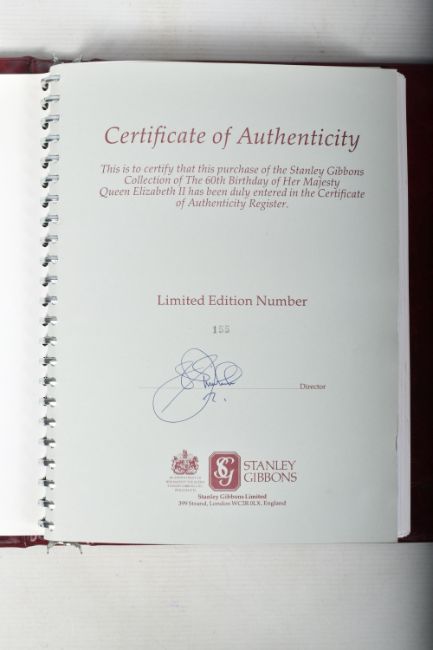 Certificate of Authenticity
This is to certify that this purchase of the Stanley Gibbons
Collection of The 60th Birthday of Her Majesty
Queen Elizabeth II has been duly entered in the Certificate
of Authenticity Register.
Limited Edition Number
155
Director
STANLEY
GIBBONS
Stanley Gibbons Limited
399 Strand, London WC2R 0LX, England